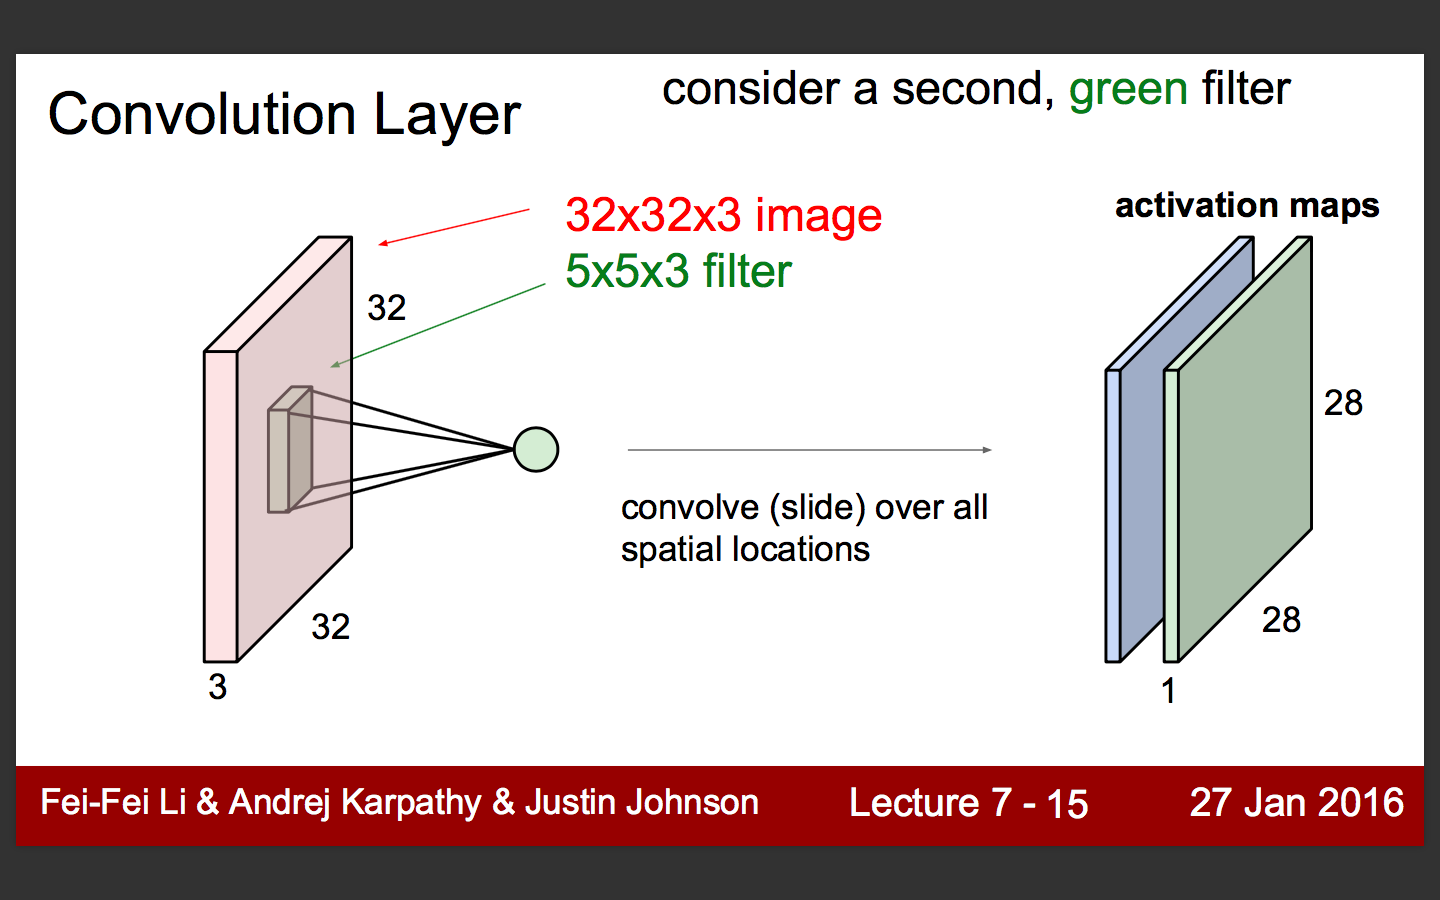 Convolution Layer
consider a second, green filter
32x32x3 image
5x5x3 filter
32
32
3
convolve (slide) over all
spatial locations
activation maps
28
28
1
Fei-Fei Li & Andrej Karpathy & Justin Johnson
Lecture 7 - 15
27 Jan 2016